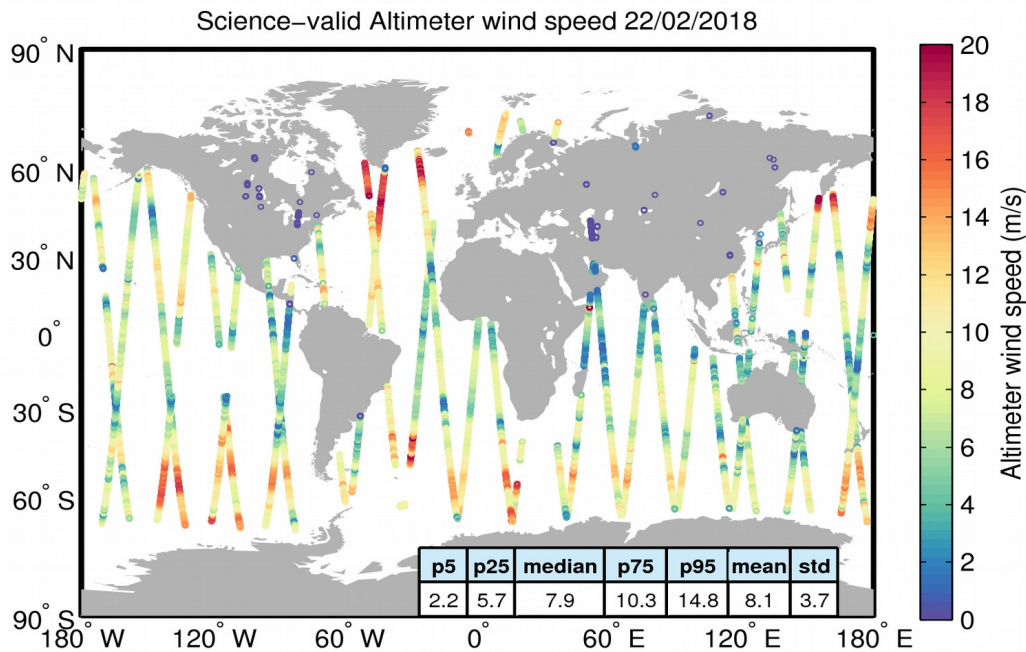 Science−valid Altimeter wind speed 22/02/2018
90° N
60° N
30° N
0°
30° S
60° S
90° S
180° W
120° W
60° W
0°
60° E
120° E
180° E
p5 p25 median p75 p95 mean std
2.2 5.7 7.9 10.3 14.8 8.1 3.7
20
18
16
14
12
10
8
6
4
2
0
Altimeter wind speed (m/s)